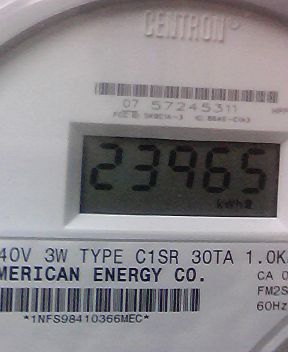 CENTRON®
07 57245311
23965
kWh
40V 3W TYPE C1SR 30TA 1.0K
MERICAN ENERGY CO.
CA 0
FM2S
60Hz
*1NFS98410366MEC*